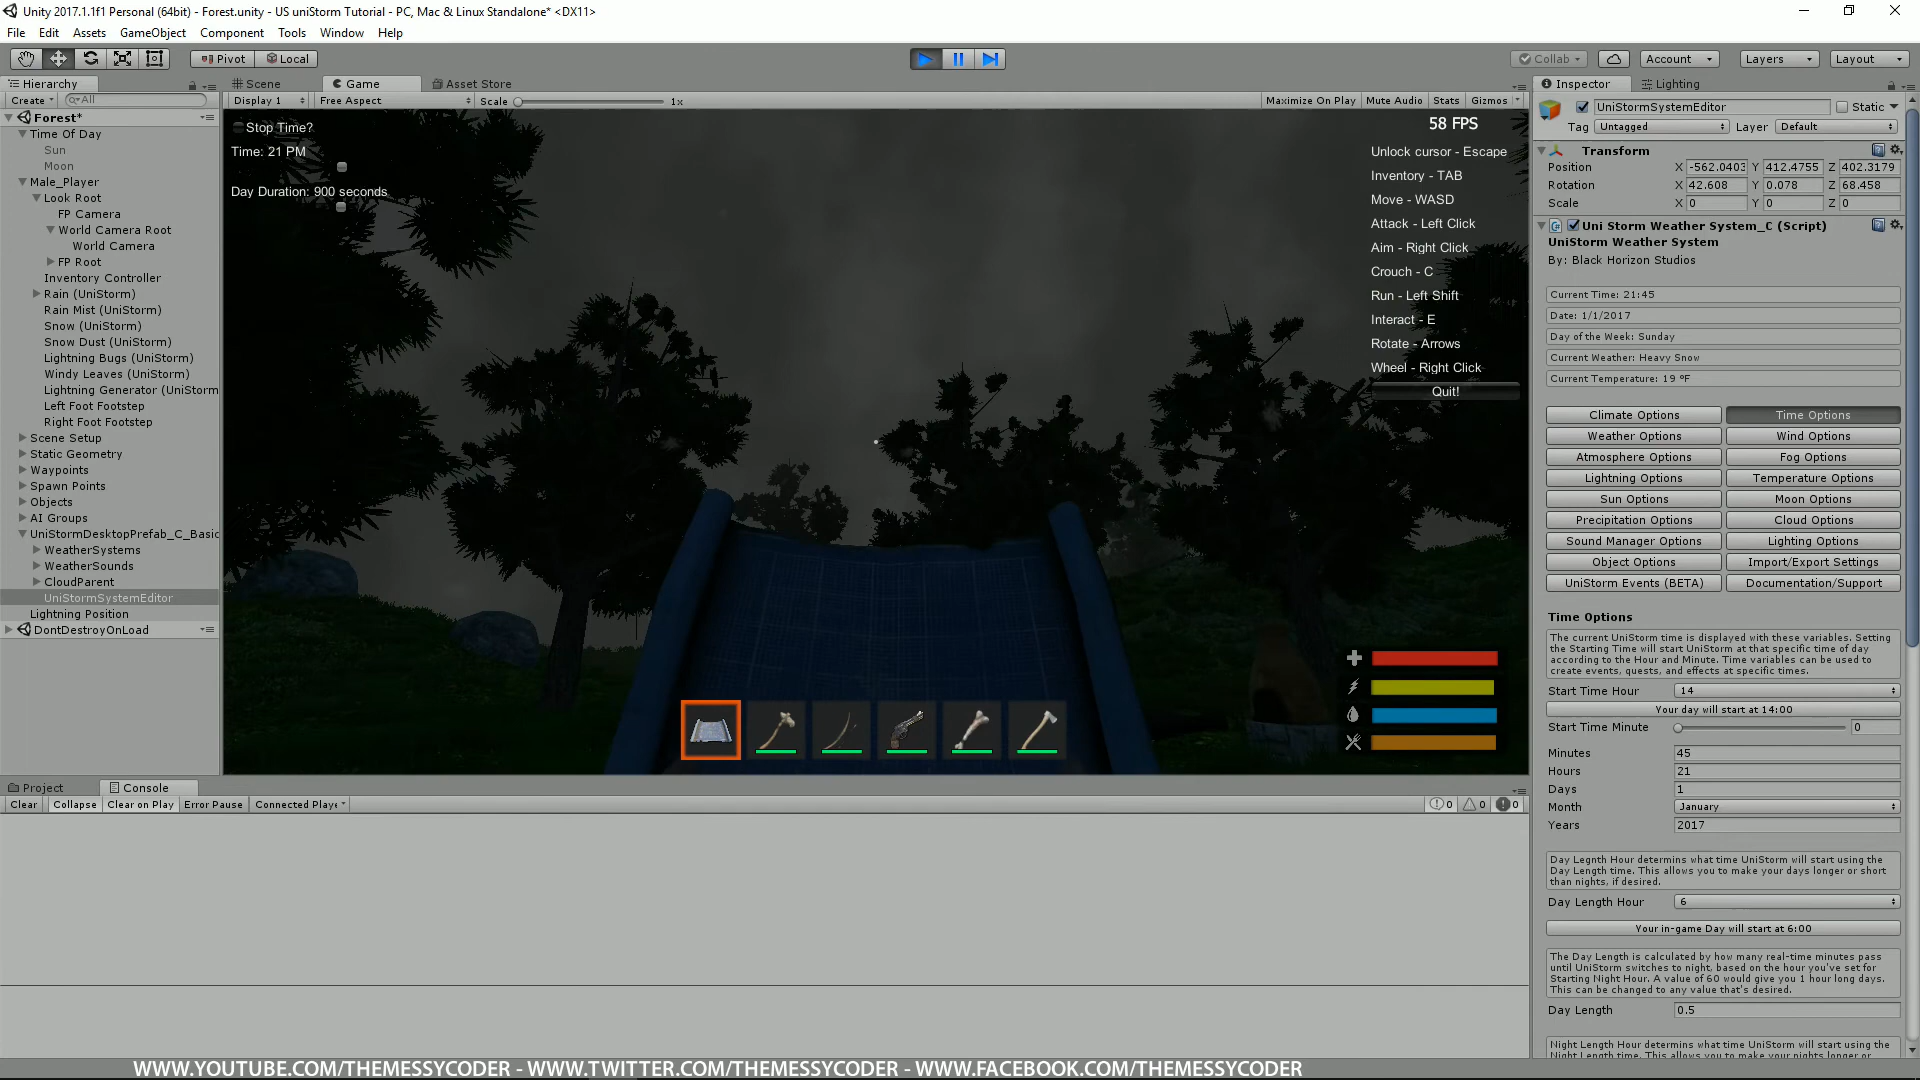 Unity 2017.1.1f1 Personal (64bit) - Forest.unity - US uniStorm Tutorial - PC, Mac & Linux Standalone* <DX11>
File Edit Assets GameObject Component Tools Window Help
Pivot Local Collab Account Layers Layout
Hierarchy
Create All
Forest*
Time Of Day
Sun
Moon
Male_Player
Look Root
FP Camera
World Camera Root
World Camera
FP Root
Inventory Controller
Rain (UniStorm)
Rain Mist (UniStorm)
Snow (UniStorm)
Snow Dust (UniStorm)
Lightning Bugs (UniStorm)
Windy Leaves (UniStorm)
Lightning Generator (UniStorm
Left Foot Footstep
Right Foot Footstep
Scene Setup
Static Geometry
Waypoints
Spawn Points
Objects
AI Groups
UniStormDesktopPrefab_C_Basic
WeatherSystems
WeatherSounds
CloudParent
UniStormSystemEditor
Lightning Position
DontDestroyOnLoad
Scene Game Asset Store
Display 1 Free Aspect Scale 1x Maximize On Play Mute Audio Stats Gizmos
Stop Time?
Time: 21 PM
Day Duration: 900 seconds
58 FPS
Unlock cursor - Escape
Inventory - TAB
Move - WASD
Attack - Left Click
Aim - Right Click
Crouch - C
Run - Left Shift
Interact - E
Rotate - Arrows
Wheel - Right Click
Quit!
Project Console
Clear Collapse Clear on Play Error Pause Connected Playe 0 0 0
Inspector Lighting
UniStormSystemEditor Static
Tag Untagged Layer Default
Transform
Position X -562.0403 Y 412.4755 Z 402.3179
Rotation X 42.608 Y 0.078 Z 68.458
Scale X 0 Y 0 Z 0
Uni Storm Weather System_C (Script)
UniStorm Weather System
By: Black Horizon Studios
Current Time: 21:45
Date: 1/1/2017
Day of the Week: Sunday
Current Weather: Heavy Snow
Current Temperature: 19 ºF
Climate Options Time Options
Weather Options Wind Options
Atmosphere Options Fog Options
Lightning Options Temperature Options
Sun Options Moon Options
Precipitation Options Cloud Options
Sound Manager Options Lighting Options
Object Options Import/Export Settings
UniStorm Events (BETA) Documentation/Support
Time Options
The current UniStorm time is displayed with these variables. Setting
the Starting Time will start UniStorm at that specific time of day
according to the Hour and Minute. Time variables can be used to
create events, quests, and effects at specific times.
Start Time Hour 14
Your day will start at 14:00
Start Time Minute 0
Minutes 45
Hours 21
Days 1
Month January
Years 2017
Day Legnth Hour determins what time UniStorm will start using the
Day Length time. This allows you to make your days longer or short
than nights, if desired.
Day Length Hour 6
Your in-game Day will start at 6:00
The Day Length is calculated by how many real-time minutes pass
until UniStorm switches to night, based on the hour you've set for
Starting Night Hour. A value of 60 would give you 1 hour long days.
This can be changed to any value that's desired.
Day Length 0.5
Night Length Hour determines what time UniStorm will start using the
Night Length time. This allows you to make your nights longer or
WWW.YOUTUBE.COM/THEMESSYCODER - WWW.TWITTER.COM/THEMESSYCODER - WWW.FACEBOOK.COM/THEMESSYCODER